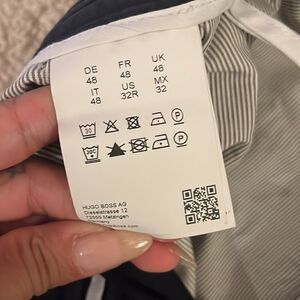 DE FR UK
48 48 48
IT US MX
48 32R 32
30
HUGO BOSS AG
Dieselstrasse 12
72555 Metzingen
Germany